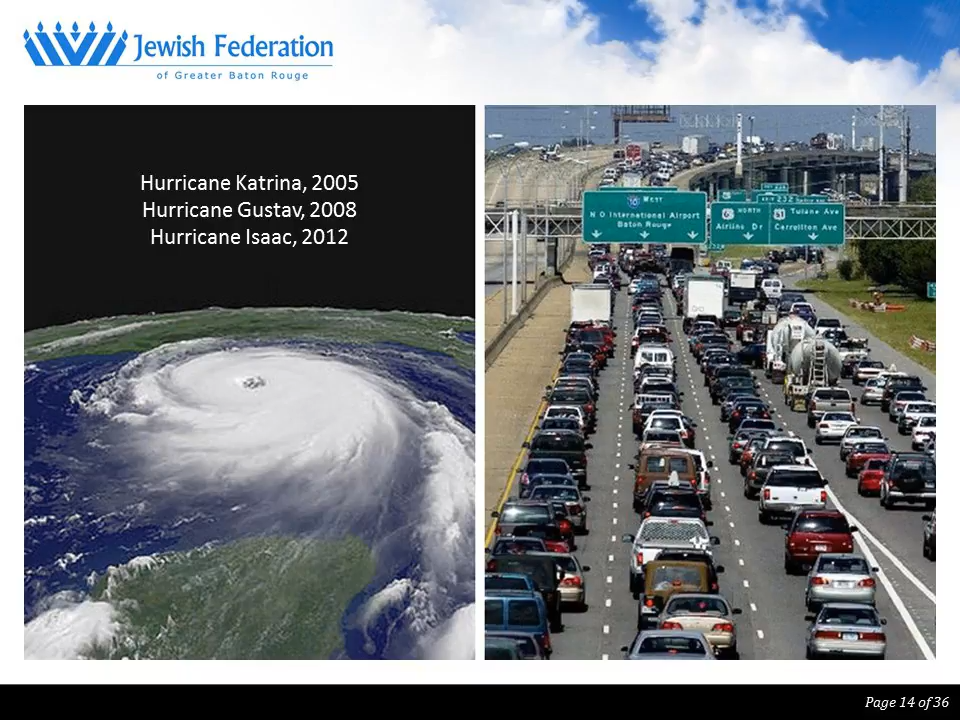 Jewish Federation
of Greater Baton Rouge
Hurricane Katrina, 2005
Hurricane Gustav, 2008
Hurricane Isaac, 2012
10 WEST
N O International Airport
Baton Rouge
NORTH
Airline Dr
Tulane Ave
Carrollton Ave
Page 14 of 36